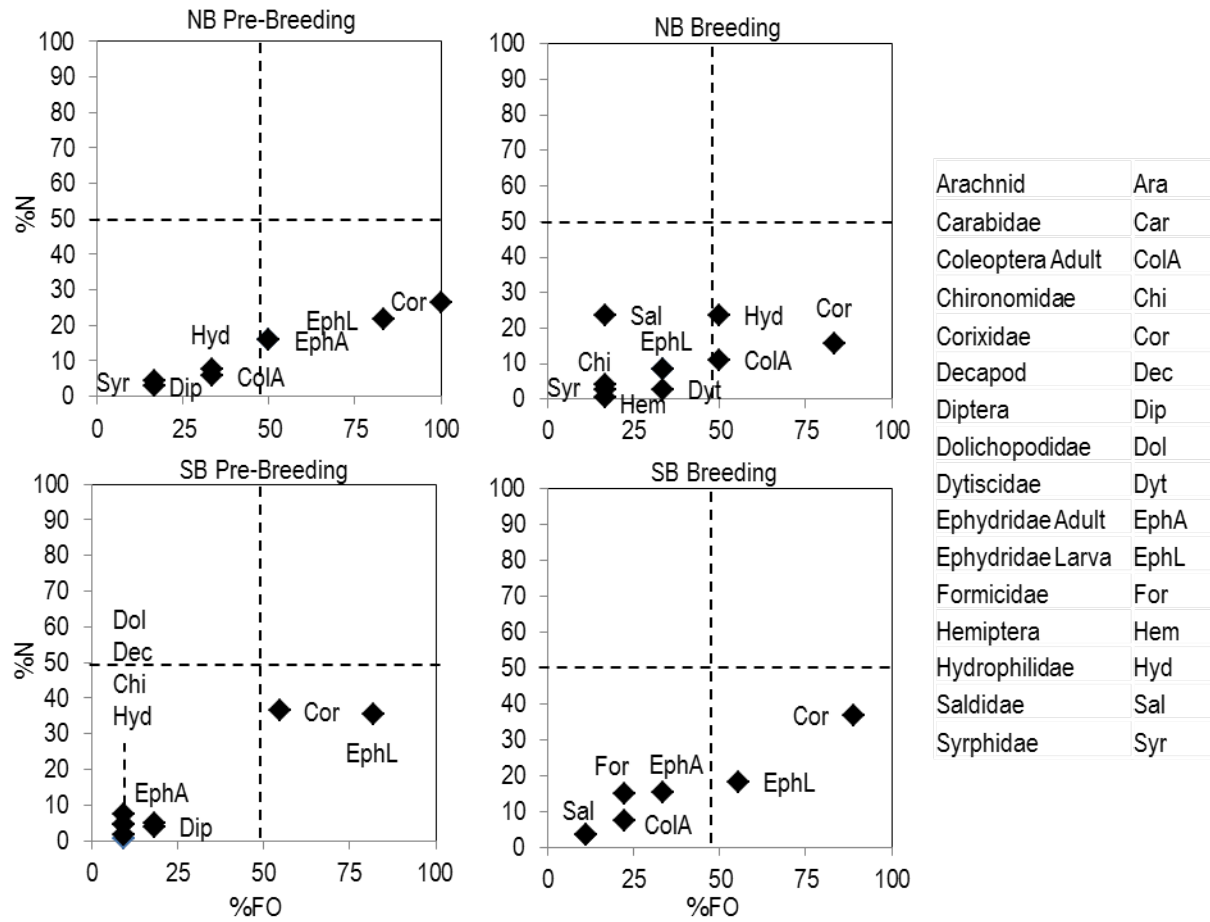 NB Pre-Breeding
100
90
80
70
60
50
40
30
20
10
0
%N
Cor
EphL
EphA
Hyd
ColA
Syr
Dip
0 25 50 75 100
NB Breeding
100
90
80
70
60
50
40
30
20
10
0
Sal
Hyd
Cor
EphL
Chi
ColA
Syr
Dyt
Hem
0 25 50 75 100
SB Pre-Breeding
100
90
80
70
60
50
40
30
20
10
0
%N
Dol
Dec
Chi
Hyd
Cor
EphL
EphA
Dip
0 25 50 75 100
%FO
SB Breeding
100
90
80
70
60
50
40
30
20
10
0
Cor
For
EphA
EphL
Sal
ColA
0 25 50 75 100
%FO
Arachnid Ara
Carabidae Car
Coleoptera Adult ColA
Chironomidae Chi
Corixidae Cor
Decapod Dec
Diptera Dip
Dolichopodidae Dol
Dytiscidae Dyt
Ephydridae Adult EphA
Ephydridae Larva EphL
Formicidae For
Hemiptera Hem
Hydrophilidae Hyd
Saldidae Sal
Syrphidae Syr